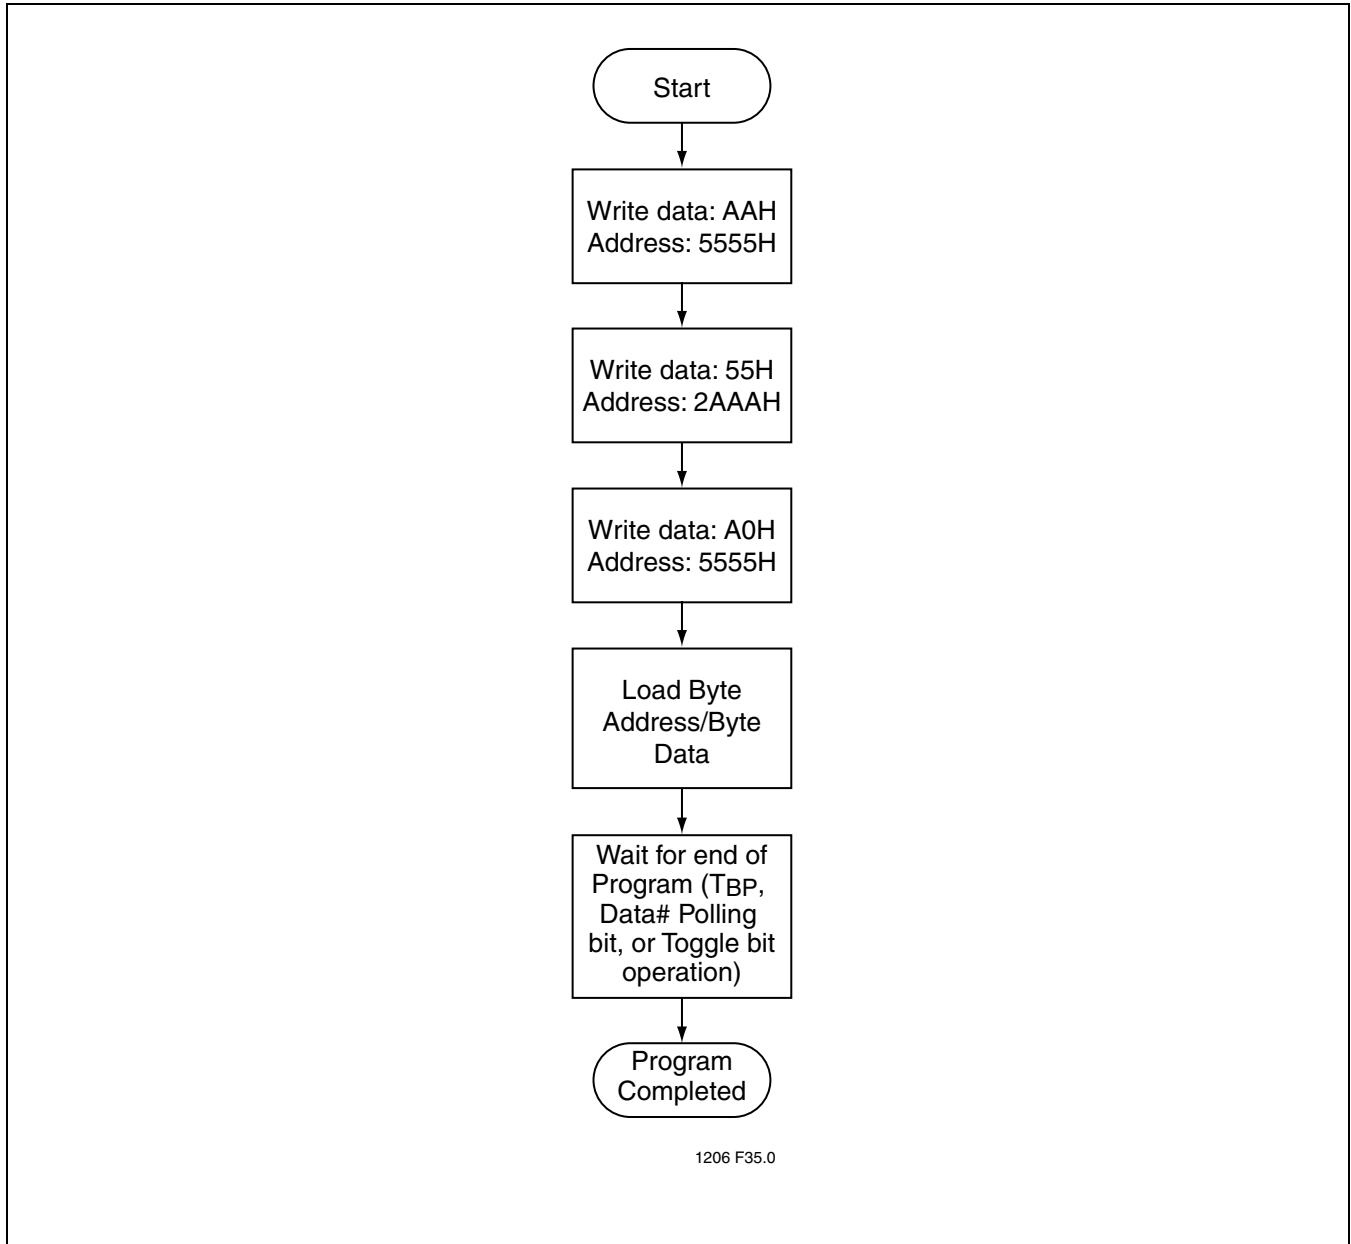 Start
Write data: AAH
Address: 5555H
Write data: 55H
Address: 2AAAH
Write data: A0H
Address: 5555H
Load Byte
Address/Byte
Data
Wait for end of
Program (TBP,
Data# Polling
bit, or Toggle bit
operation)
Program
Completed
1206 F35.0